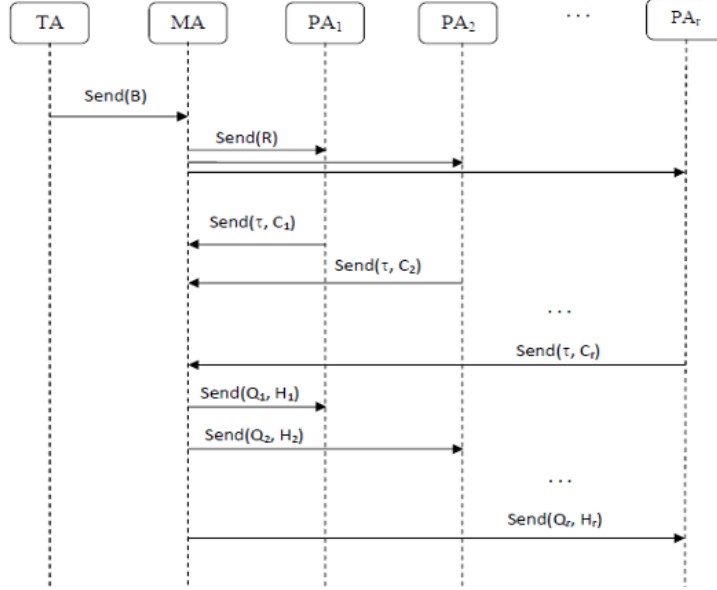 TA MA PA₁ PA₂ ... PAᵣ
Send(B)
Send(R)
Send(τ, C₁)
Send(τ, C₂)
...
Send(τ, Cᵣ)
Send(Q₁, H₁)
Send(Q₂, H₂)
...
Send(Qᵣ, Hᵣ)